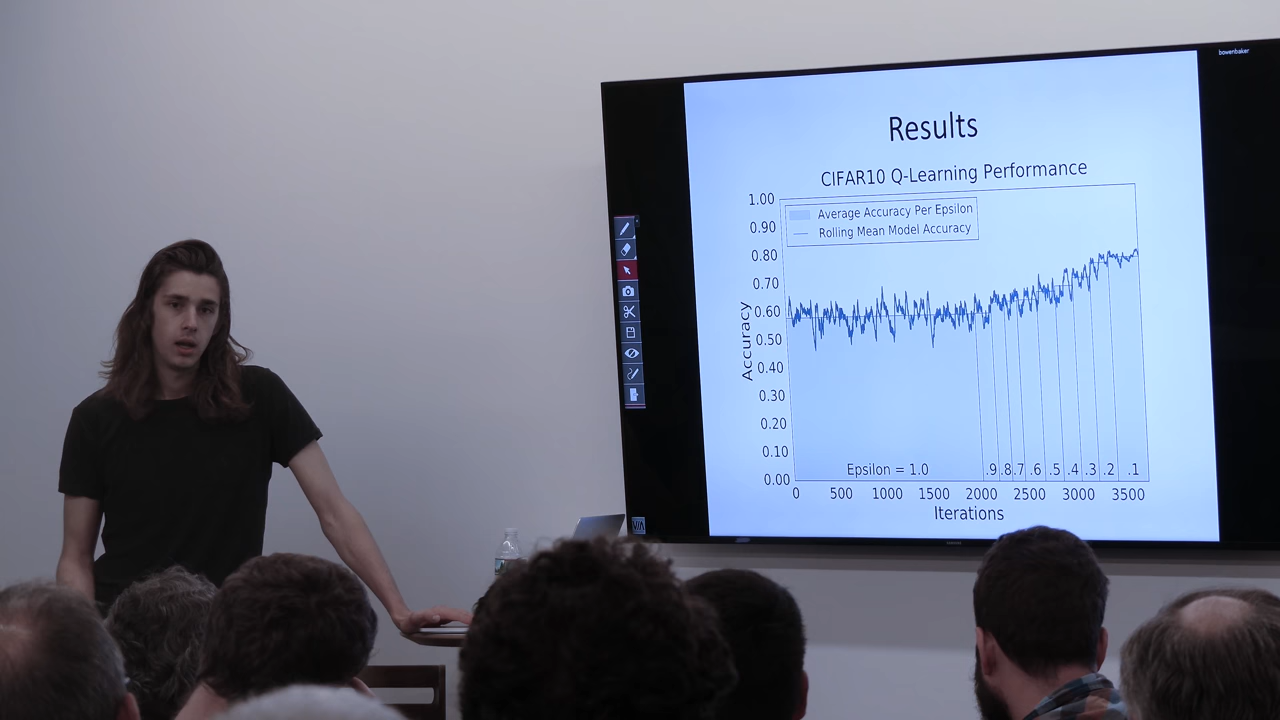 bowenbaker
Results
CIFAR10 Q-Learning Performance
1.00
0.90
0.80
0.70
0.60
0.50
0.40
0.30
0.20
0.10
0.00
Accuracy
Average Accuracy Per Epsilon
Rolling Mean Model Accuracy
Epsilon = 1.0 .9 .8 .7 .6 .5 .4 .3 .2 .1
0 500 1000 1500 2000 2500 3000 3500
Iterations
VIA
SAMSUNG